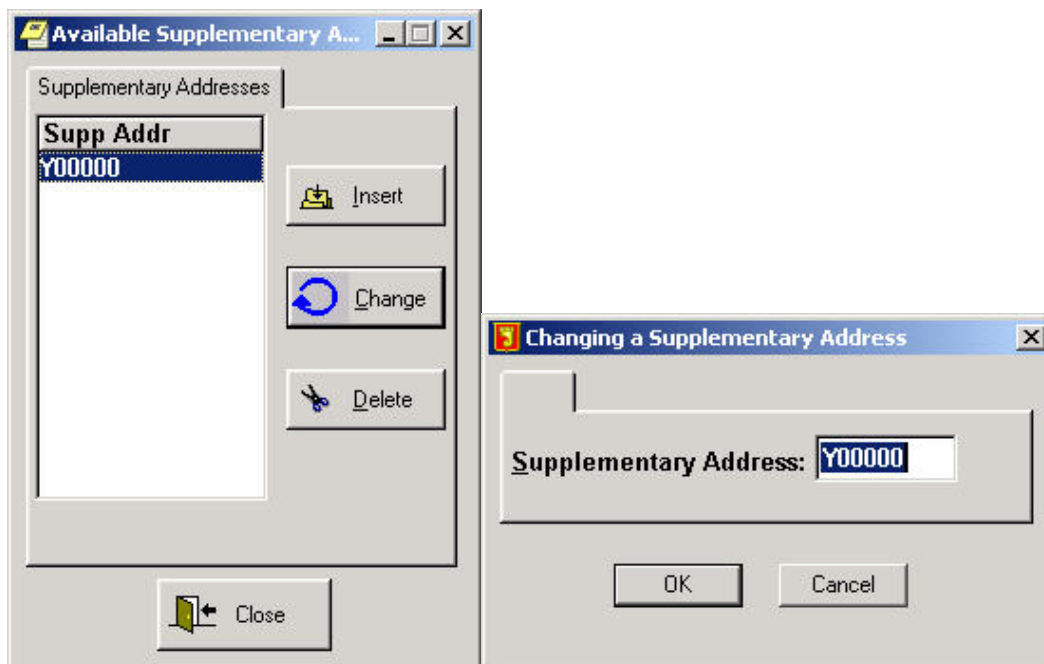 Available Supplementary A...
Supplementary Addresses
Supp Addr
Y00000
Insert
Change
Delete
Close
Changing a Supplementary Address
Supplementary Address: Y00000
OK Cancel